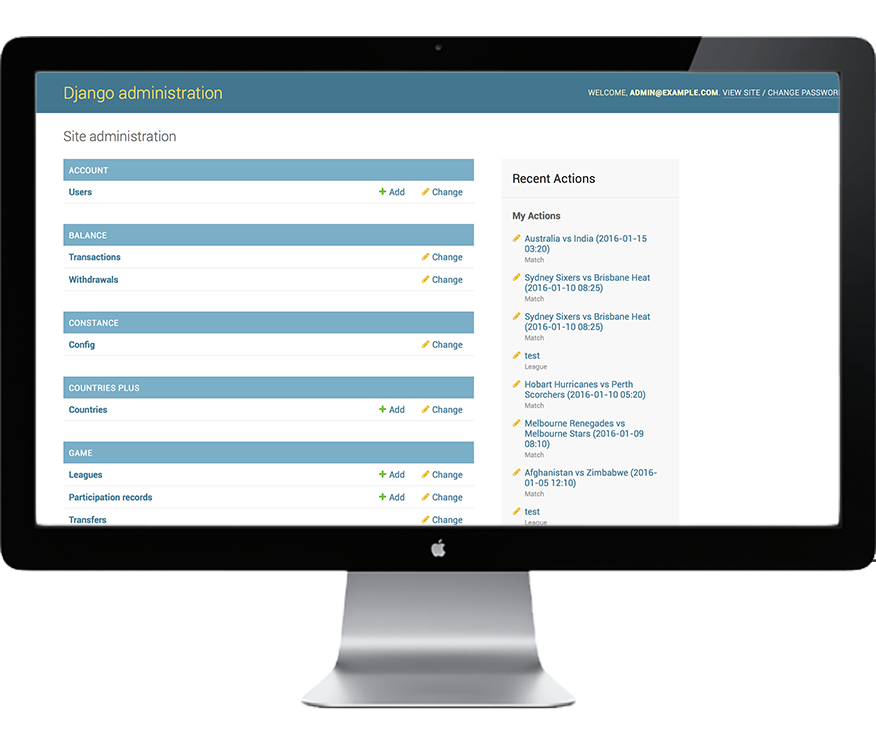 Django administration
WELCOME, ADMIN@EXAMPLE.COM. VIEW SITE / CHANGE PASSWOR
Site administration
ACCOUNT
Users Add Change
BALANCE
Transactions Change
Withdrawals Change
CONSTANCE
Config Change
COUNTRIES PLUS
Countries Add Change
GAME
Leagues Add Change
Participation records Add Change
Transfers Change
Recent Actions
My Actions
Australia vs India (2016-01-15
03:20)
Match
Sydney Sixers vs Brisbane Heat
(2016-01-10 08:25)
Match
Sydney Sixers vs Brisbane Heat
(2016-01-10 08:25)
Match
test
League
Hobart Hurricanes vs Perth
Scorchers (2016-01-10 05:20)
Match
Melbourne Renegades vs
Melbourne Stars (2016-01-09
08:10)
Match
Afghanistan vs Zimbabwe (2016-
01-05 12:10)
Match
test
League